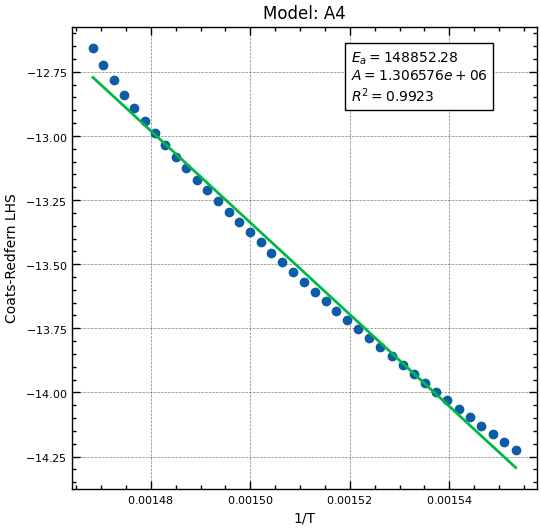 Model: A4
E_a = 148852.28
A = 1.306576e + 06
R² = 0.9923
Coats-Redfern LHS
−12.75
−13.00
−13.25
−13.50
−13.75
−14.00
−14.25
0.00148
0.00150
0.00152
0.00154
1/T